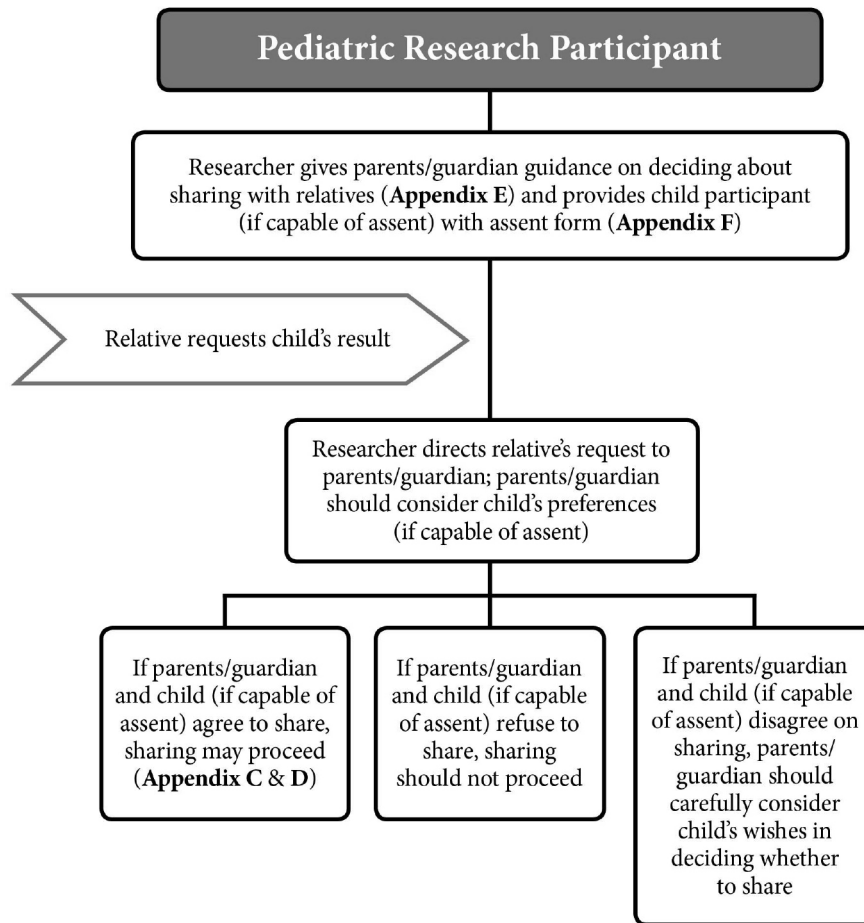 Pediatric Research Participant
Researcher gives parents/guardian guidance on deciding about
sharing with relatives (Appendix E) and provides child participant
(if capable of assent) with assent form (Appendix F)
Relative requests child’s result
Researcher directs relative’s request to
parents/guardian; parents/guardian
should consider child’s preferences
(if capable of assent)
If parents/guardian
and child (if capable of
assent) agree to share,
sharing may proceed
(Appendix C & D)
If parents/guardian
and child (if capable
of assent) refuse to
share, sharing
should not proceed
If parents/guardian
and child (if capable
of assent) disagree on
sharing, parents/
guardian should
carefully consider
child’s wishes in
deciding whether
to share